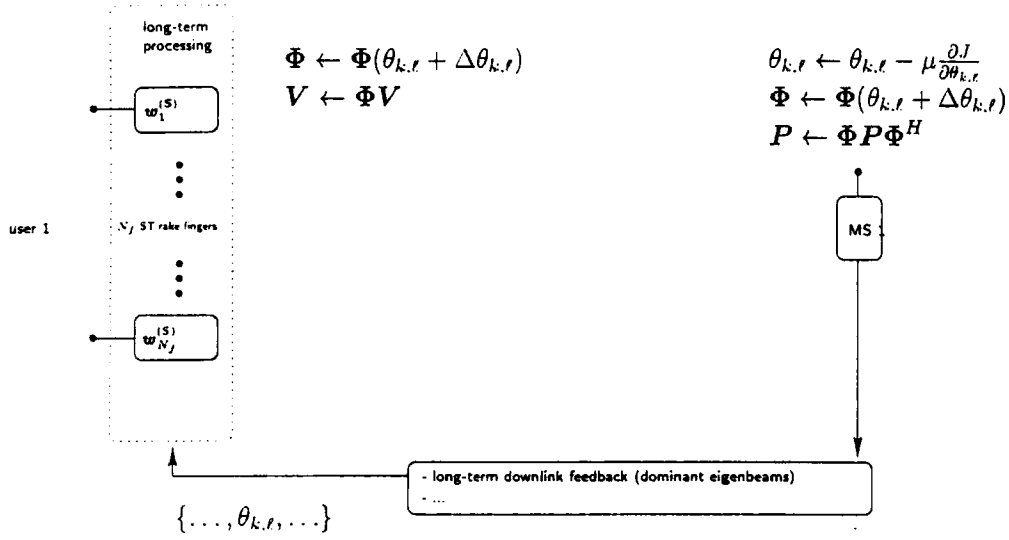 long-term
processing
Φ ← Φ(θ_{k,ℓ} + Δθ_{k,ℓ})
V ← ΦV
θ_{k,ℓ} ← θ_{k,ℓ} − μ ∂J/∂θ_{k,ℓ}
Φ ← Φ(θ_{k,ℓ} + Δθ_{k,ℓ})
P ← ΦPΦ^H
w_1^{(S)}
user 1
N_f ST rake fingers
MS
w_{N_f}^{(S)}
- long-term downlink feedback (dominant eigenbeams)
- ...
{..., θ_{k,ℓ}, ...}